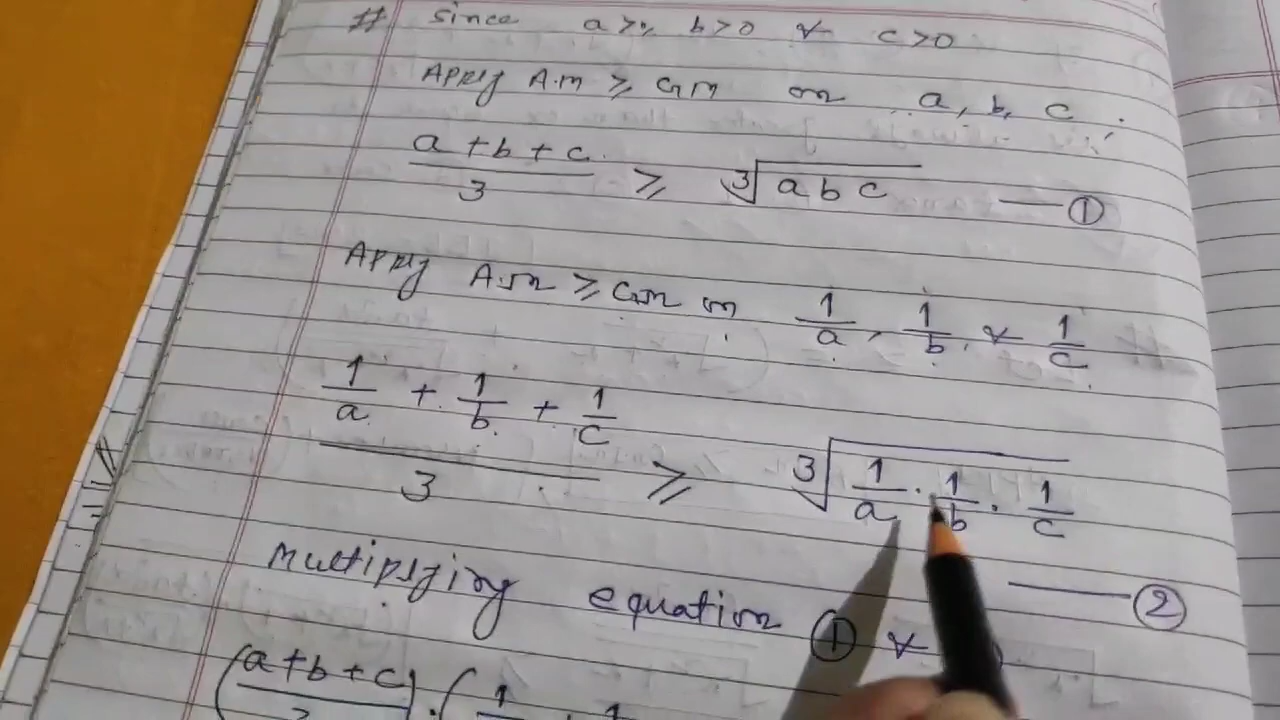 # since a > 0, b > 0 & c > 0
Apply A.M ≥ G.M on a, b, c
(a + b + c)/3 ≥ ∛(a b c) — ①
Apply A.M ≥ G.M on 1/a, 1/b, & 1/c
(1/a + 1/b + 1/c)/3 ≥ ∛(1/a · 1/b · 1/c) — ②
Multiplying equation ① &
(a + b + c) · (1